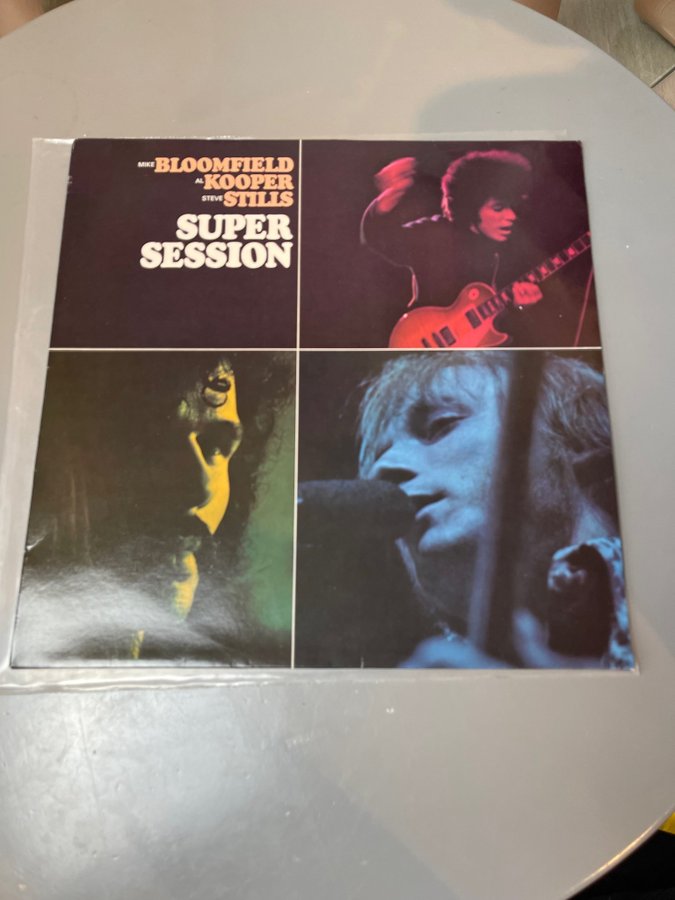 MIKE BLOOMFIELD
AL KOOPER
STEVE STILLS
SUPER
SESSION